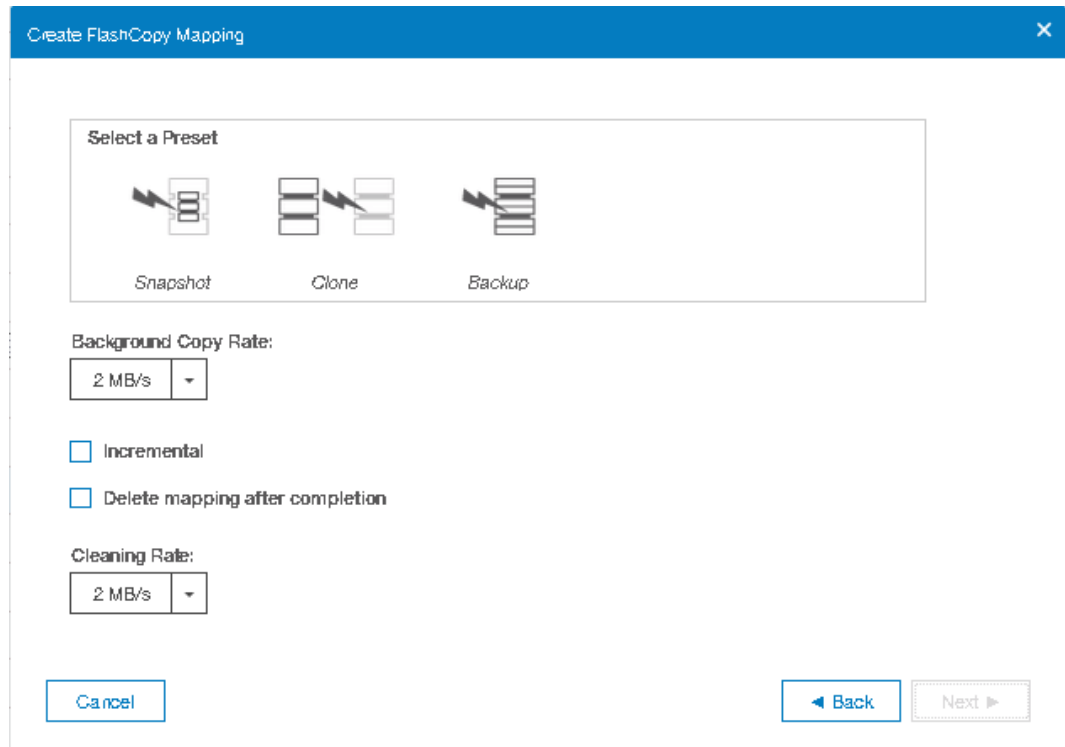 Create FlashCopy Mapping
Select a Preset
Snapshot Clone Backup
Background Copy Rate:
2 MB/s
Incremental
Delete mapping after completion
Cleaning Rate:
2 MB/s
Cancel Back Next